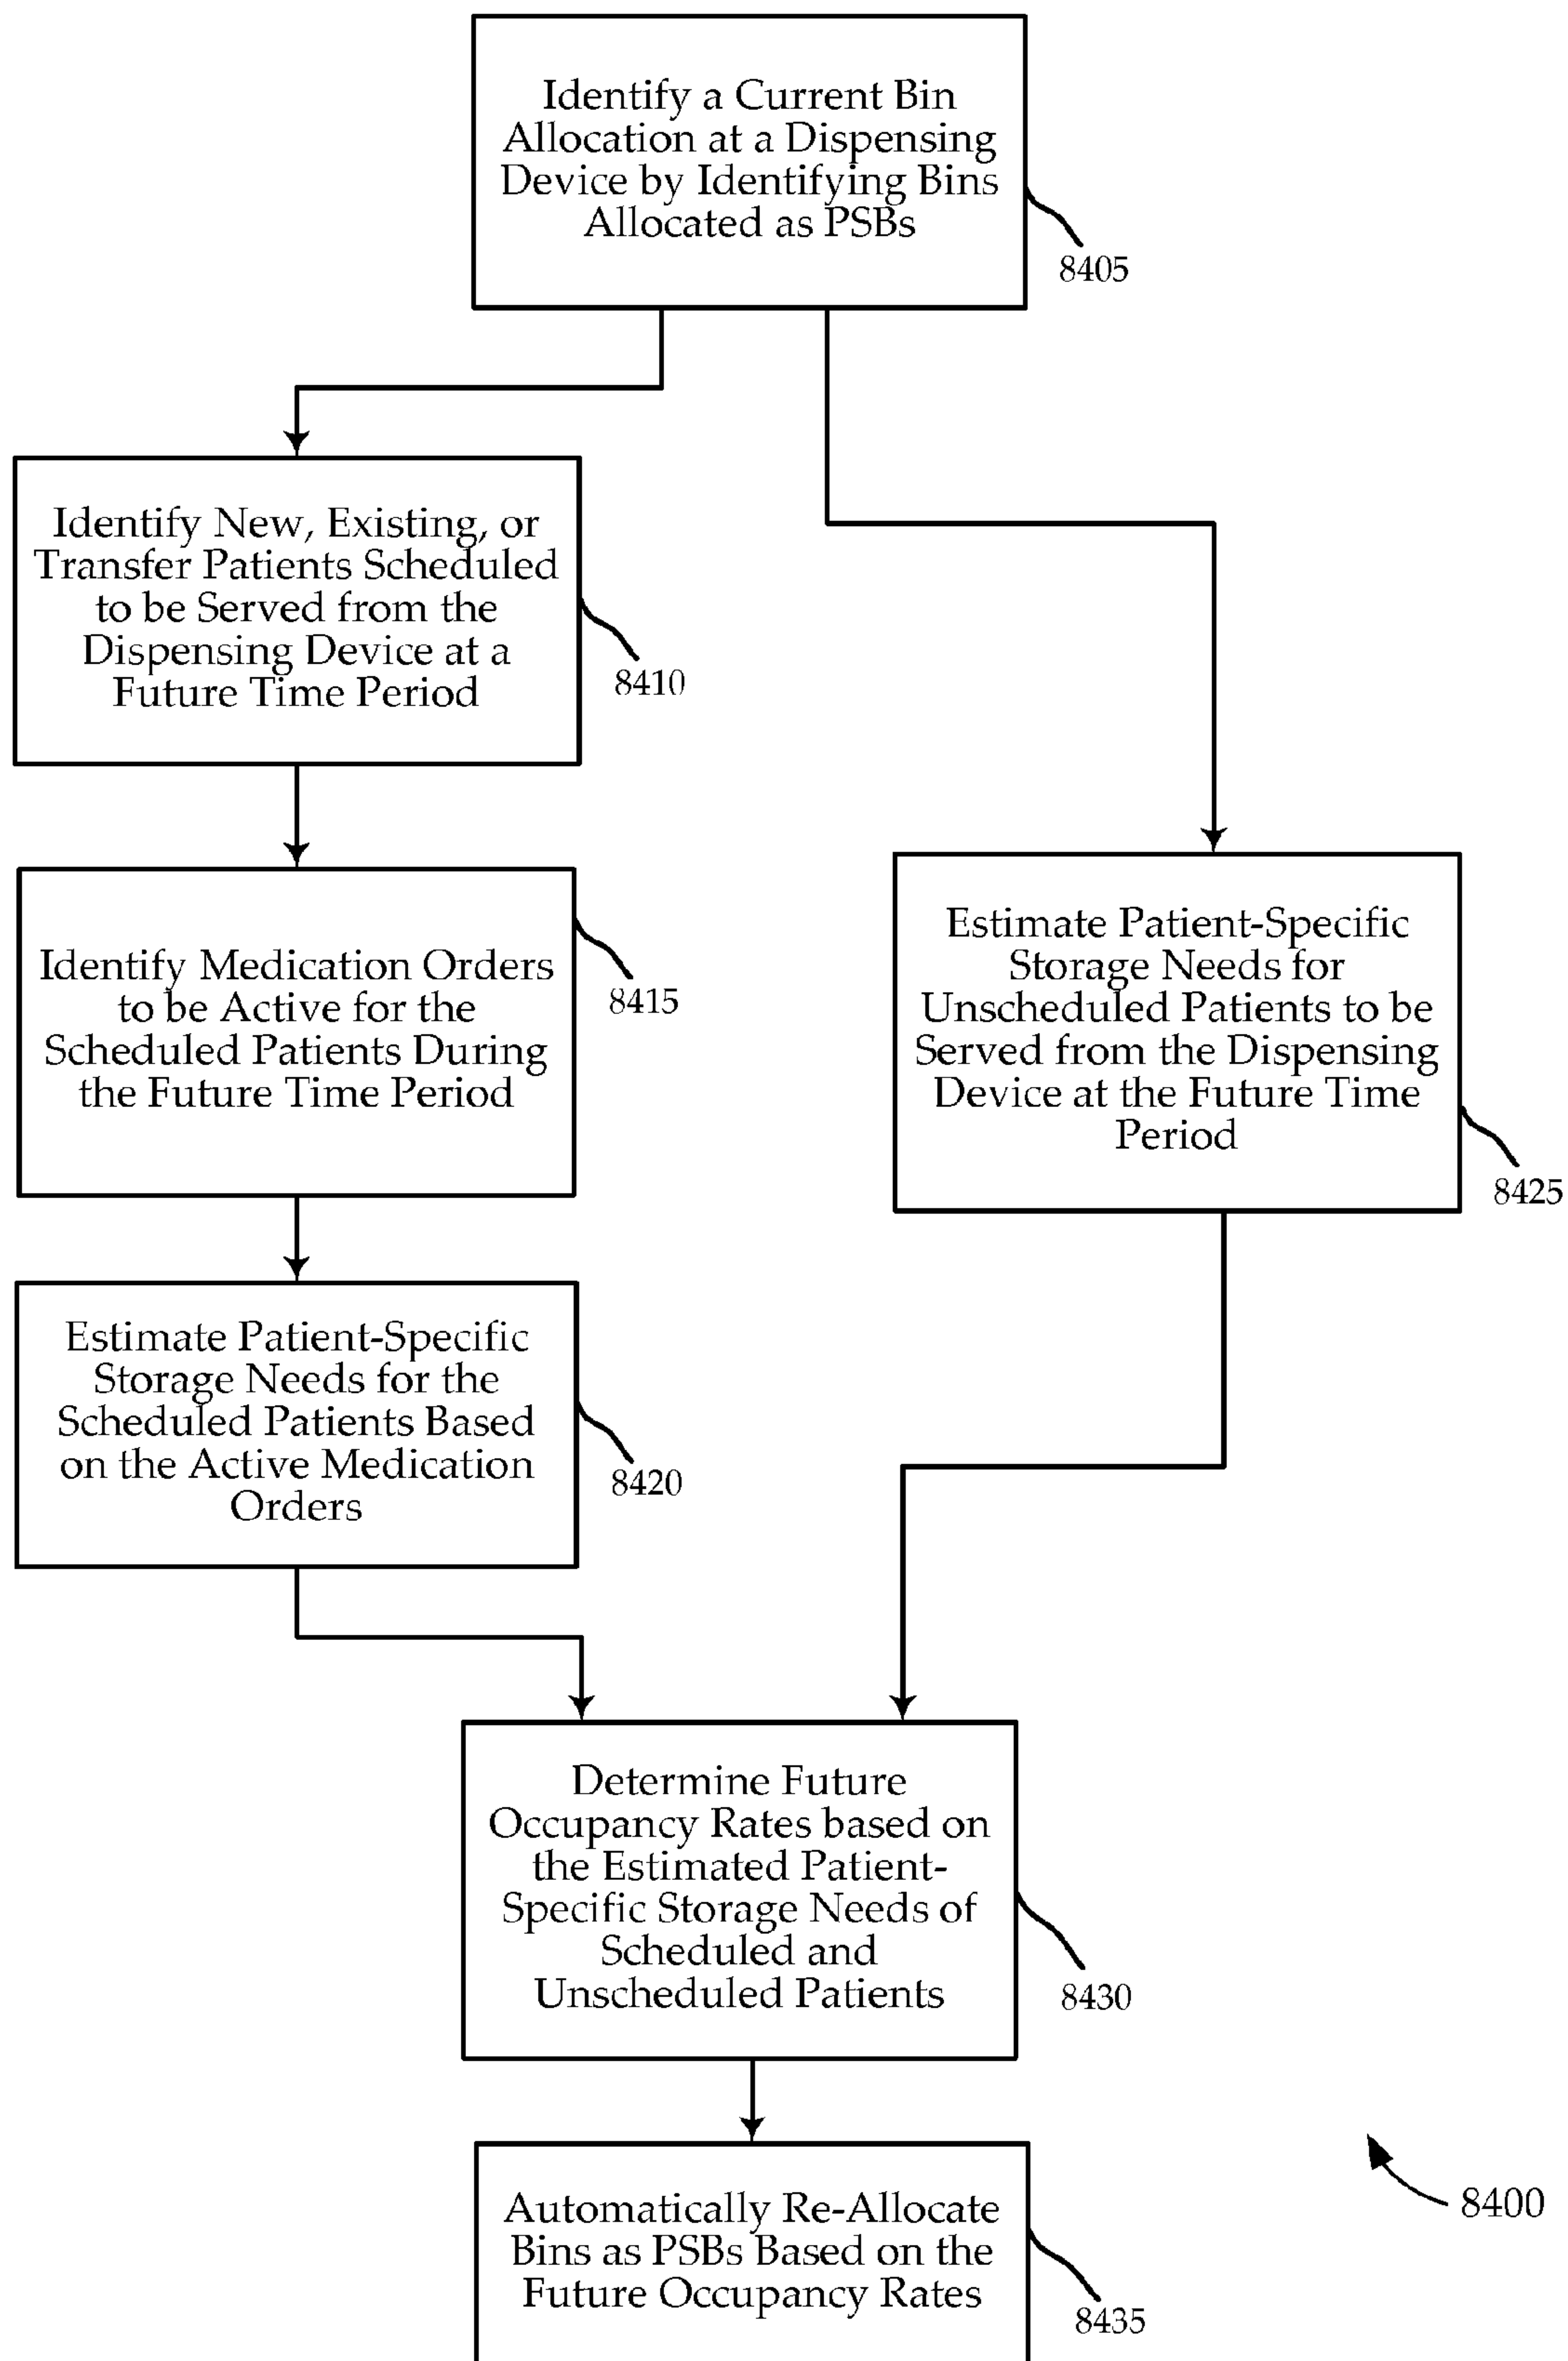 Identify a Current Bin
Allocation at a Dispensing
Device by Identifying Bins
Allocated as PSBs
8405
Identify New, Existing, or
Transfer Patients Scheduled
to be Served from the
Dispensing Device at a
Future Time Period
8410
Identify Medication Orders
to be Active for the
Scheduled Patients During
the Future Time Period
8415
Estimate Patient-Specific
Storage Needs for the
Scheduled Patients Based
on the Active Medication
Orders
8420
Estimate Patient-Specific
Storage Needs for
Unscheduled Patients to be
Served from the Dispensing
Device at the Future Time
Period
8425
Determine Future
Occupancy Rates based on
the Estimated Patient-
Specific Storage Needs of
Scheduled and
Unscheduled Patients
8430
Automatically Re-Allocate
Bins as PSBs Based on the
Future Occupancy Rates
8435
8400